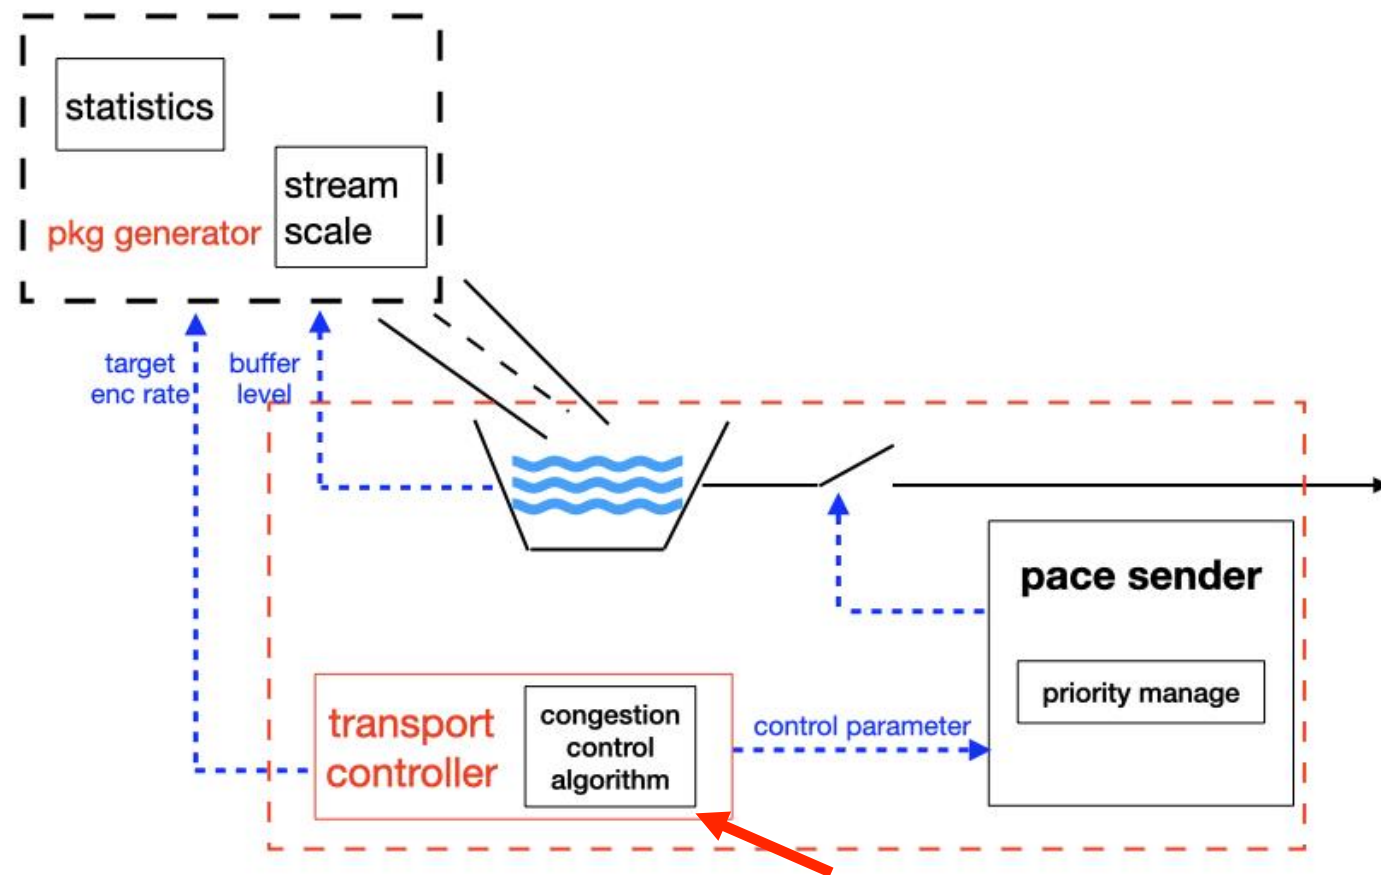 statistics
stream
scale
pkg generator
target
enc rate
buffer
level
pace sender
priority manage
transport
controller
congestion
control
algorithm
control parameter